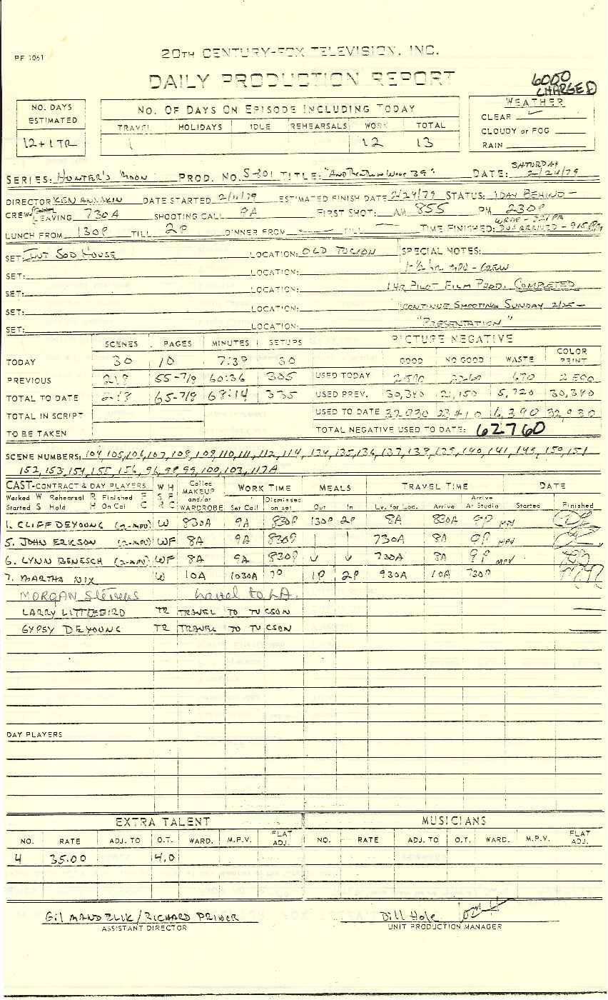 PF 1061
20TH CENTURY-FOX TELEVISION, INC.
DAILY PRODUCTION REPORT
6000 CHARGED
NO. DAYS ESTIMATED
12+1 TR
NO. OF DAYS ON EPISODE INCLUDING TODAY
TRAVEL HOLIDAYS IDLE REHEARSALS WORK TOTAL
1 12 13
WEATHER
CLEAR ✓
CLOUDY or FOG
RAIN
SERIES: HUNTER'S MOON PROD. NO. S-801 TITLE: "AND THEN THERE WERE 39" DATE: SATURDAY 2/24/79
DIRECTOR KEN ANNAKIN DATE STARTED 2/11/79 ESTIMATED FINISH DATE 2/24/79 STATUS: 1 DAY BEHIND -
CREW LEAVING 730A SHOOTING CALL 9A FIRST SHOT: AM 855 PM 230P
LUNCH FROM 130P TILL 2P DINNER FROM — TILL — TIME FINISHED: WRAP - BUS ARRIVED - 915PM
SET: INT SOD HOUSE LOCATION: OLD TUCSON SPECIAL NOTES:
SET: LOCATION: 1-½ hr MPV - CREW
SET: LOCATION: 1 HR PILOT FILM PROD. COMPLETED
SET: LOCATION: CONTINUE SHOOTING SUNDAY 2/25 -
SET: LOCATION: "PRESENTATION"
SCENES PAGES MINUTES SETUPS PICTURE NEGATIVE
GOOD NO GOOD WASTE COLOR PRINT
TODAY 30 10 7:38 30
PREVIOUS 218 55-7/8 60:36 305 USED TODAY 2590 2260 670 2590
TOTAL TO DATE 218 65-7/8 68:14 335 USED PREV. 30,340 21,150 5,720 30,340
TOTAL IN SCRIPT USED TO DATE 32930 23410 6,390 32,930
TO BE TAKEN TOTAL NEGATIVE USED TO DATE: 62760
SCENE NUMBERS: 104, 105, 106, 107, 108, 109, 110, 111, 112, 114, 134, 135, 136, 137, 138, 139, 140, 141, 149, 150, 151
152, 153, 154, 155, 156, 96, 98, 99, 100, 103, 117A
CAST-CONTRACT & DAY PLAYERS W H Called MAKEUP and/or WARDROBE WORK TIME MEALS TRAVEL TIME DATE
Worked W Rehearsal R Finished F S F
Started S Hold H On Call C R C Set Call Dismissed on set Out In Lv. for Loc. Arrive Arrive At Studio Started Finished
1. CLIFF DEYOUNG (2-MPV) W 830A 9A 830P 130P 2P 8A 830A 9P MPV
5. JOHN ERIKSON (2-MPV) WF 8A 9A 830P 730A 8A 9P MPV
6. LYNN BENESCH (2-MPV) WF 8A 9A 830P 730A 8A 9P MPV
7. MARTHA NIX W 10A 1030A 7P 1P 2P 930A 10A 730P
MORGAN Stevens travel to LA.
LARRY LITTLEBIRD TR TRAVEL TO TUCSON
GYPSY DEYOUNG TR TRAVEL TO TUCSON
DAY PLAYERS
EXTRA TALENT MUSICIANS
NO. RATE ADJ. TO O.T. WARD. M.P.V. FLAT ADJ. NO. RATE ADJ. TO O.T. WARD. M.P.V. FLAT ADJ.
4 35.00 4.0
Gil MANDELIK/RICHARD PRINCE Dill Hole
ASSISTANT DIRECTOR UNIT PRODUCTION MANAGER